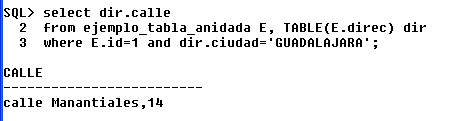 SQL> select dir.calle
2 from ejemplo_tabla_anidada E, TABLE(E.direc) dir
3 where E.id=1 and dir.ciudad='GUADALAJARA';
CALLE
-------------------------
calle Manantiales,14